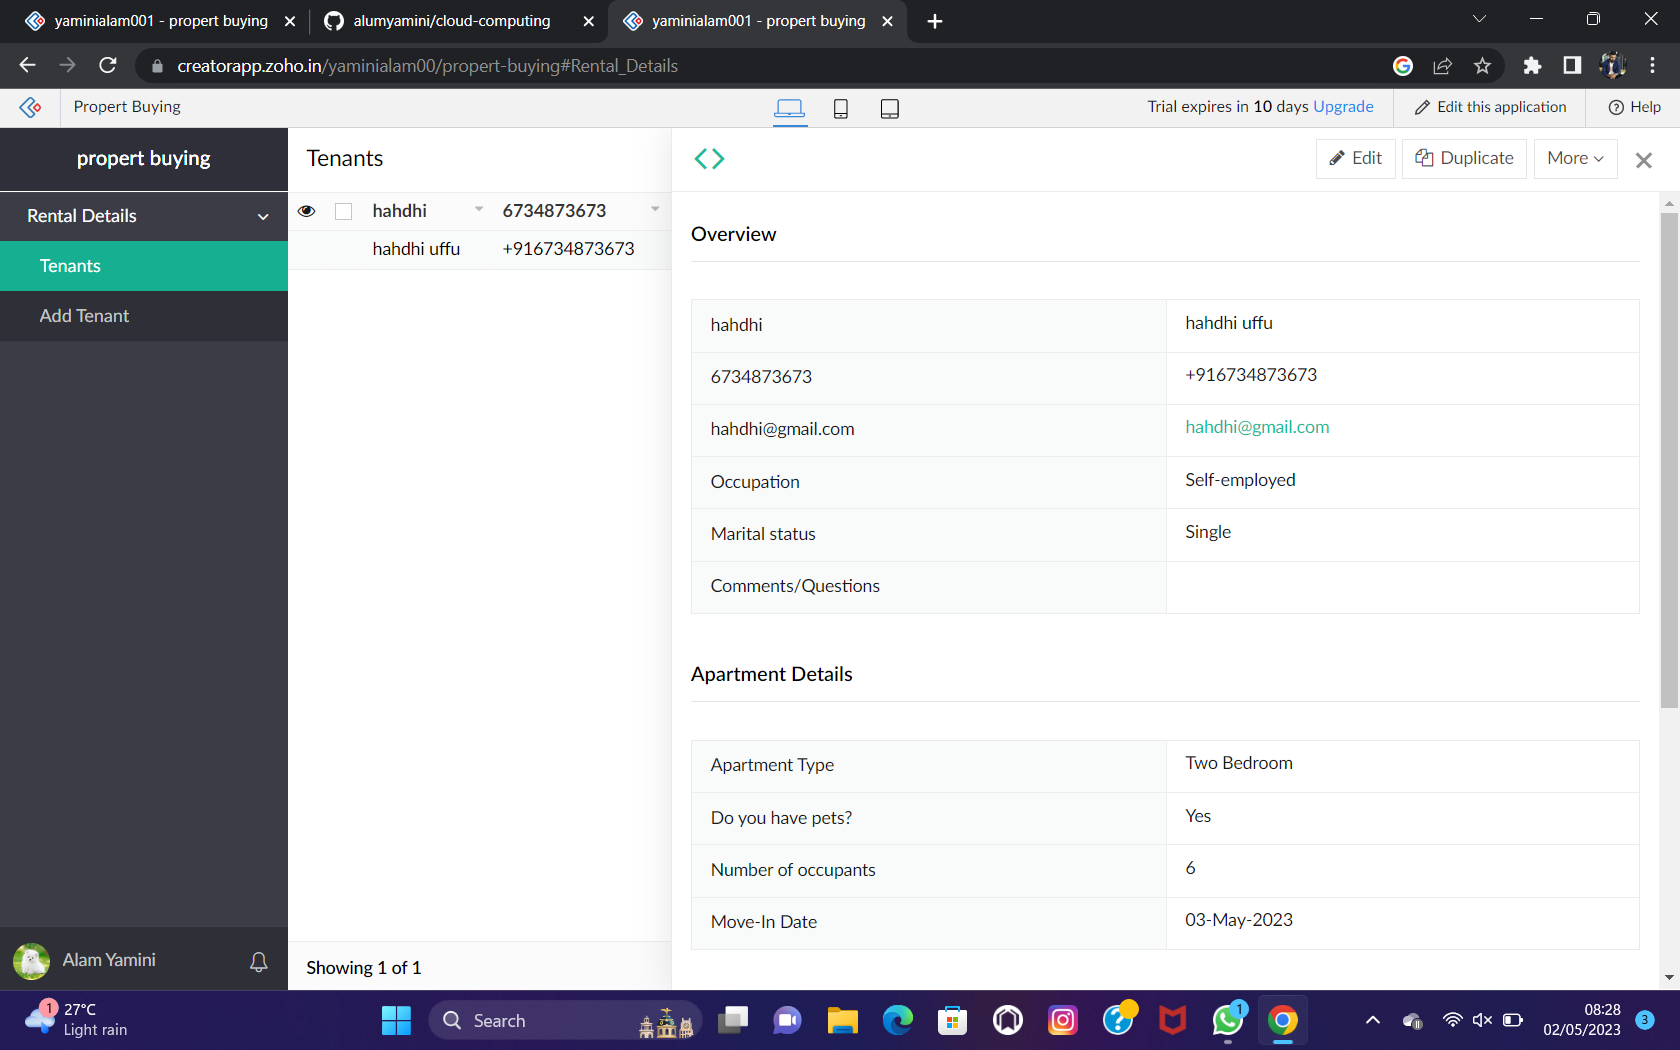 yaminialam001 - propert buying
alumyamini/cloud-computing
yaminialam001 - propert buying
creatorapp.zoho.in/yaminialam00/propert-buying#Rental_Details
Propert Buying
Trial expires in 10 days Upgrade
Edit this application
Help
propert buying
Rental Details
Tenants
Add Tenant
Alam Yamini
Tenants
hahdhi 6734873673
hahdhi uffu +916734873673
Showing 1 of 1
Edit
Duplicate
More
Overview
hahdhi hahdhi uffu
6734873673 +916734873673
hahdhi@gmail.com hahdhi@gmail.com
Occupation Self-employed
Marital status Single
Comments/Questions
Apartment Details
Apartment Type Two Bedroom
Do you have pets? Yes
Number of occupants 6
Move-In Date 03-May-2023
1
27°C
Light rain
Search
1
08:28
02/05/2023
3